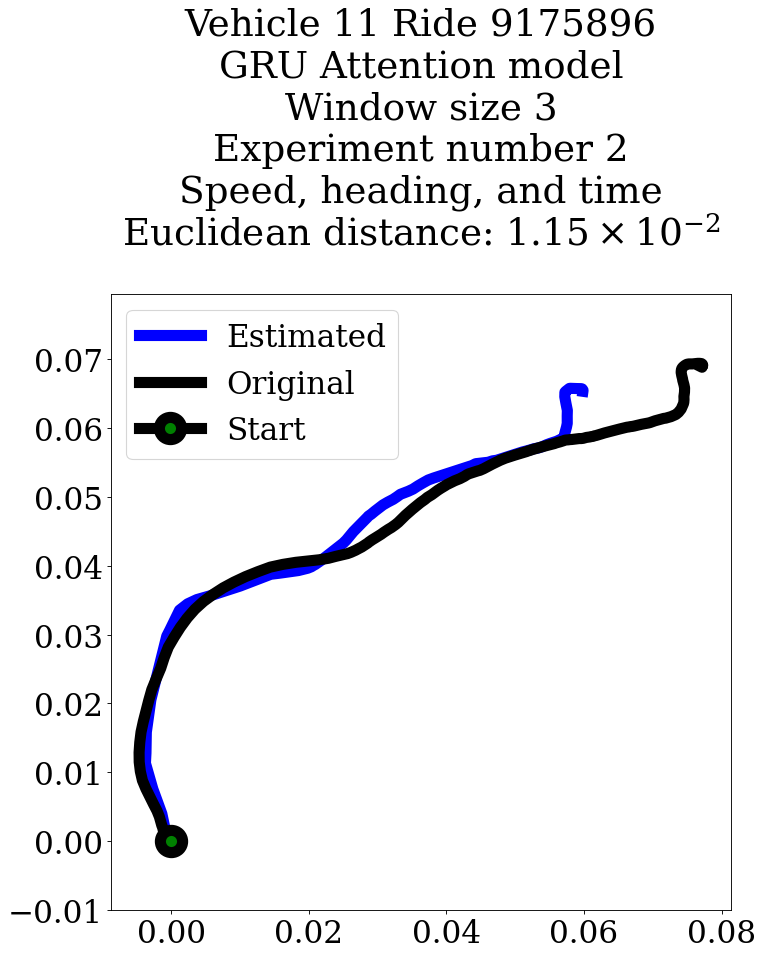 Vehicle 11 Ride 9175896
GRU Attention model
Window size 3
Experiment number 2
Speed, heading, and time
Euclidean distance: 1.15 × 10⁻²
Estimated
Original
Start
0.07
0.06
0.05
0.04
0.03
0.02
0.01
0.00
−0.01
0.00 0.02 0.04 0.06 0.08